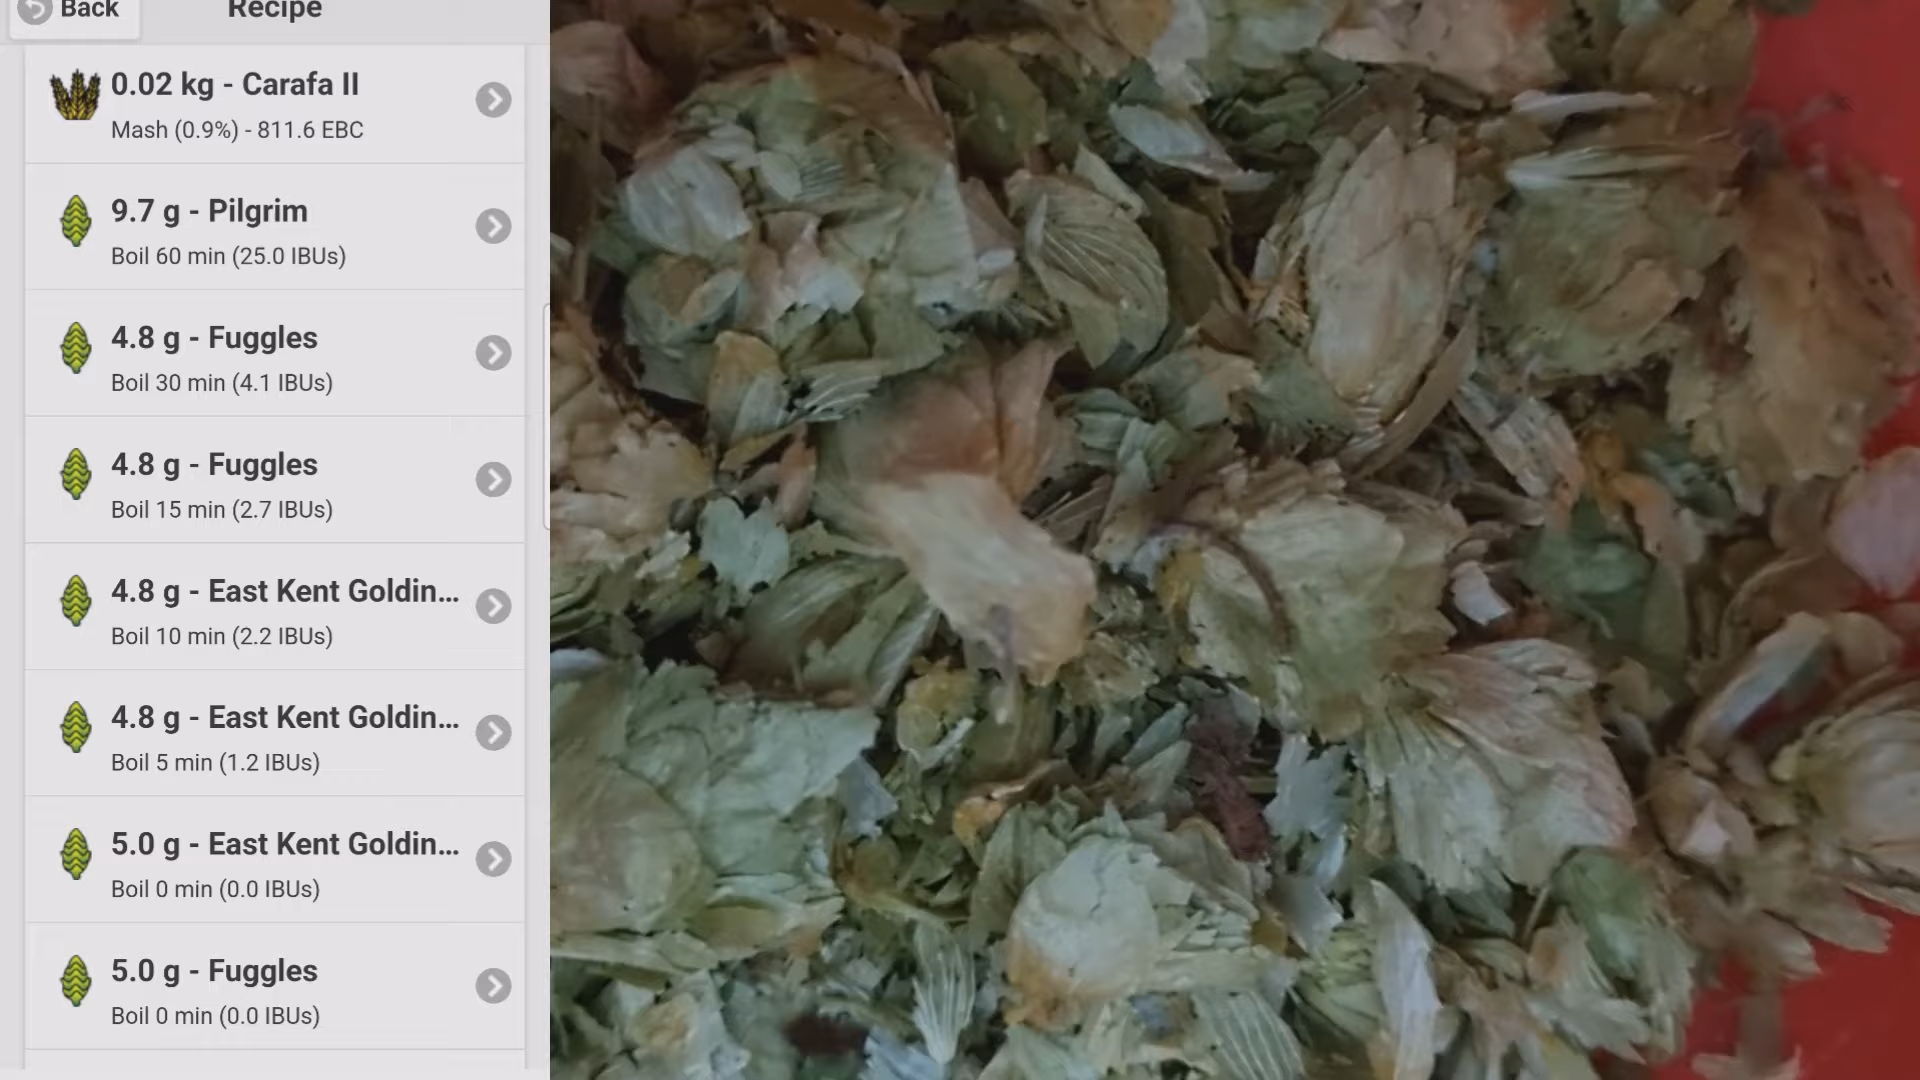 Back
Recipe
0.02 kg - Carafa II
Mash (0.9%) - 811.6 EBC
9.7 g - Pilgrim
Boil 60 min (25.0 IBUs)
4.8 g - Fuggles
Boil 30 min (4.1 IBUs)
4.8 g - Fuggles
Boil 15 min (2.7 IBUs)
4.8 g - East Kent Goldin...
Boil 10 min (2.2 IBUs)
4.8 g - East Kent Goldin...
Boil 5 min (1.2 IBUs)
5.0 g - East Kent Goldin...
Boil 0 min (0.0 IBUs)
5.0 g - Fuggles
Boil 0 min (0.0 IBUs)